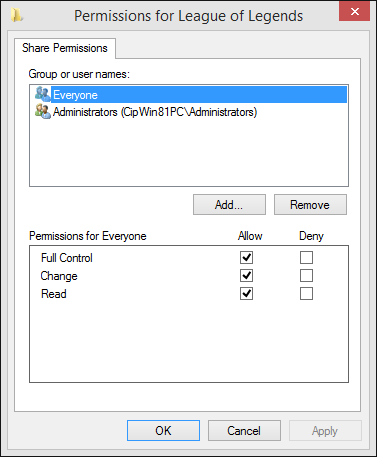 Permissions for League of Legends
Share Permissions
Group or user names:
Everyone
Administrators (CipWin81PC\Administrators)
Add... Remove
Permissions for Everyone Allow Deny
Full Control
Change
Read
OK Cancel Apply